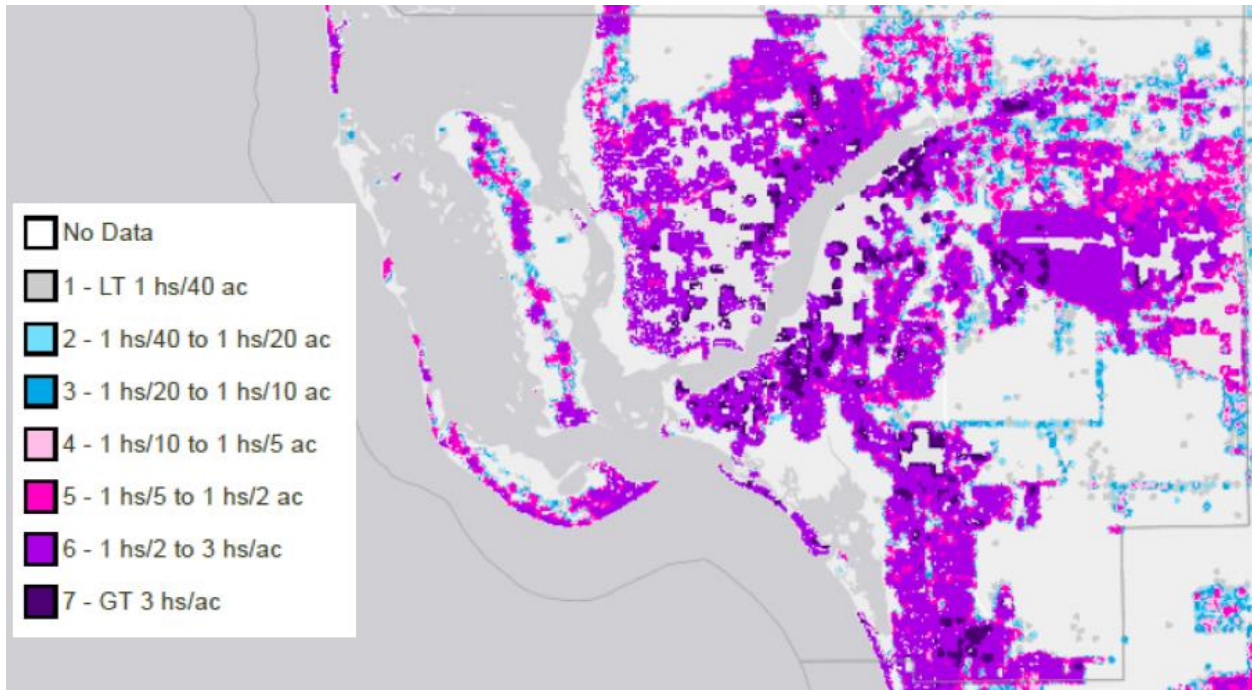 No Data
1 - LT 1 hs/40 ac
2 - 1 hs/40 to 1 hs/20 ac
3 - 1 hs/20 to 1 hs/10 ac
4 - 1 hs/10 to 1 hs/5 ac
5 - 1 hs/5 to 1 hs/2 ac
6 - 1 hs/2 to 3 hs/ac
7 - GT 3 hs/ac